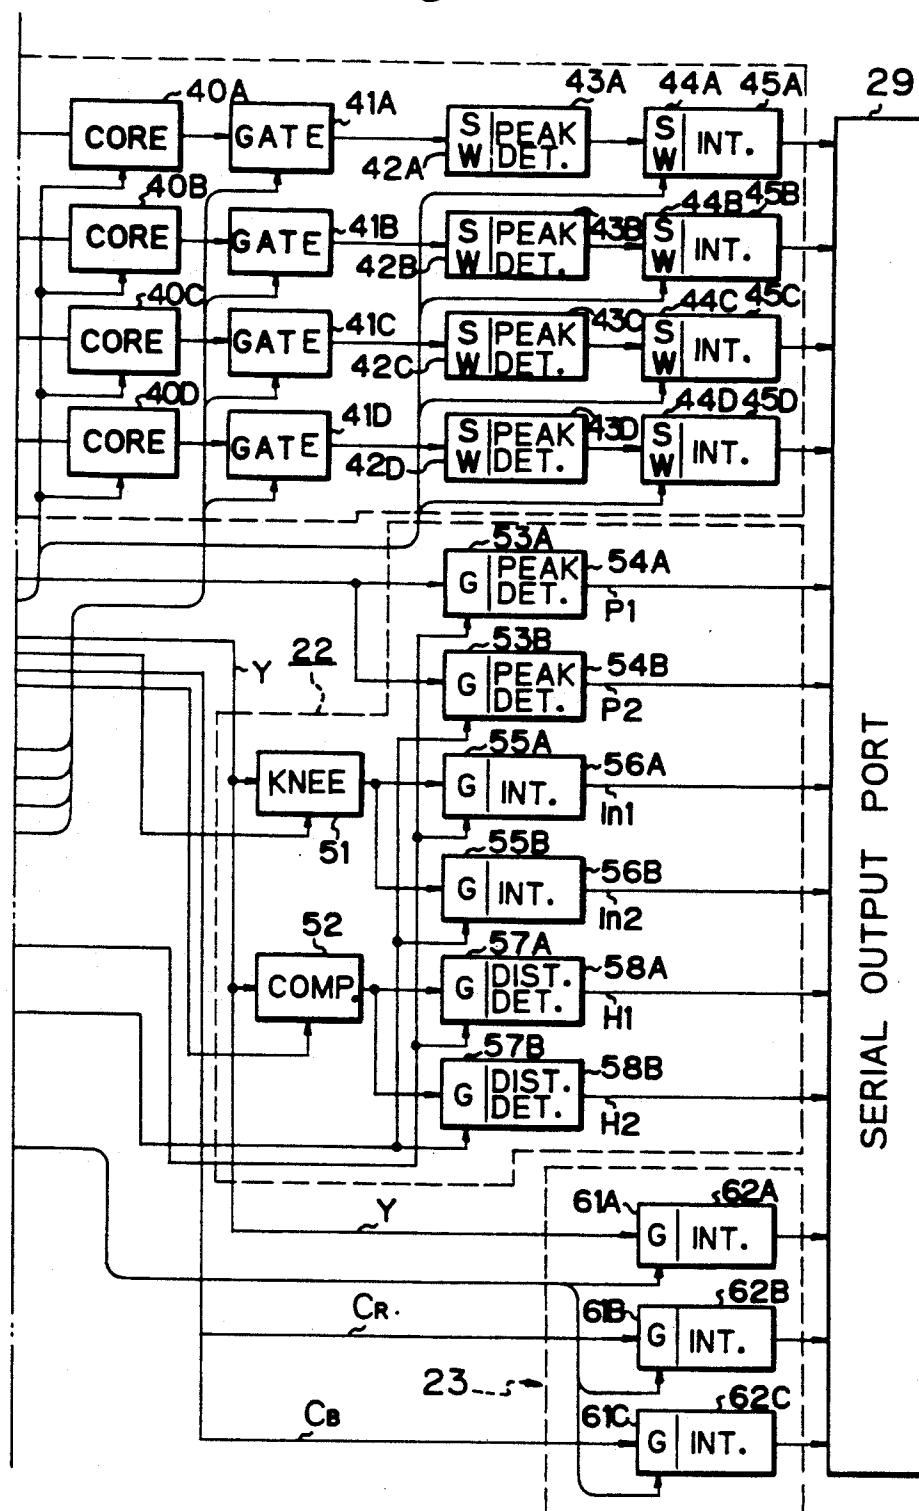 40A
CORE
GATE
41A
42A
S W
PEAK DET.
43A
44A
45A
S W
INT.
29
40B
CORE
GATE
41B
42B
S W
PEAK DET.
43B
44B
45B
S W
INT.
40C
CORE
GATE
41C
42C
S W
PEAK DET.
43C
44C
45C
S W
INT.
40D
CORE
GATE
41D
42D
S W
PEAK DET.
43D
44D
45D
S W
INT.
53A
G
PEAK DET.
54A
P1
22
Y
53B
G
PEAK DET.
54B
P2
KNEE
51
55A
G
INT.
56A
In1
55B
G
INT.
56B
In2
52
COMP.
57A
G
DIST. DET.
58A
H1
57B
G
DIST. DET.
58B
H2
SERIAL OUTPUT PORT
Y
61A
62A
G
INT.
CR
61B
62B
G
INT.
23
CB
61C
62C
G
INT.